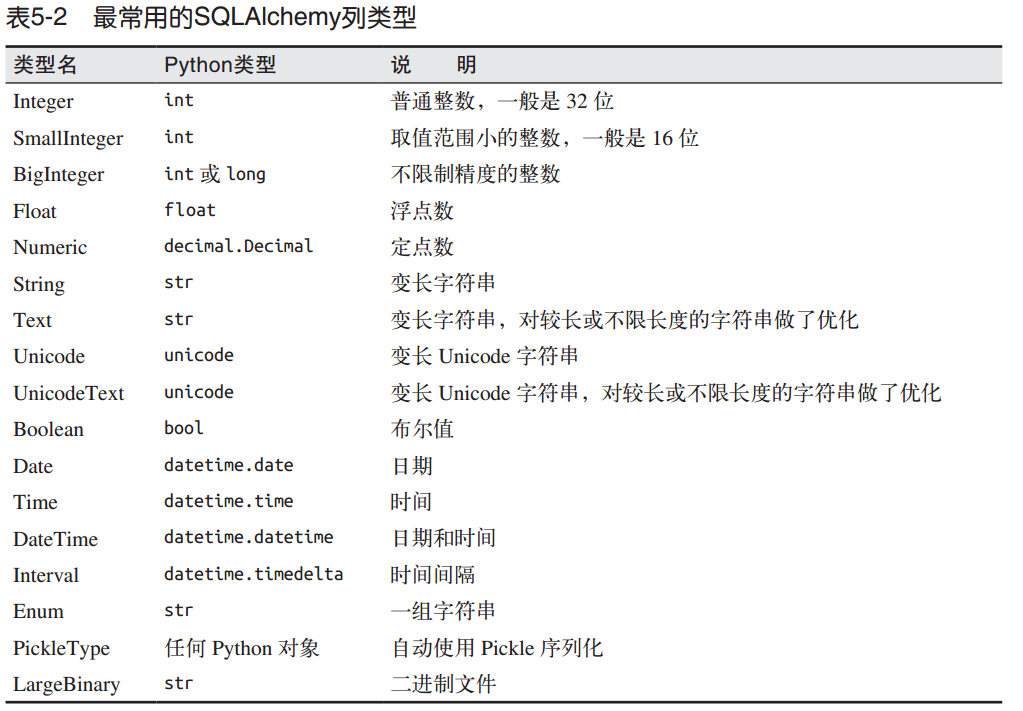 表5-2 最常用的SQLAlchemy列类型
类型名 Python类型 说 明
Integer int 普通整数，一般是 32 位
SmallInteger int 取值范围小的整数，一般是 16 位
BigInteger int 或 long 不限制精度的整数
Float float 浮点数
Numeric decimal.Decimal 定点数
String str 变长字符串
Text str 变长字符串，对较长或不限长度的字符串做了优化
Unicode unicode 变长 Unicode 字符串
UnicodeText unicode 变长 Unicode 字符串，对较长或不限长度的字符串做了优化
Boolean bool 布尔值
Date datetime.date 日期
Time datetime.time 时间
DateTime datetime.datetime 日期和时间
Interval datetime.timedelta 时间间隔
Enum str 一组字符串
PickleType 任何 Python 对象 自动使用 Pickle 序列化
LargeBinary str 二进制文件